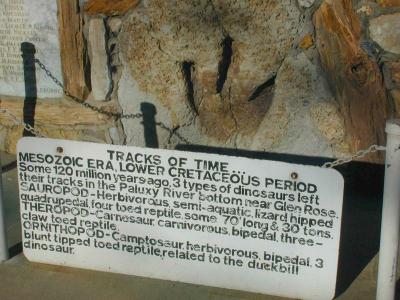 TRACKS OF TIME
MESOZOIC ERA, LOWER CRETACEOUS PERIOD
Some 120 million years ago, 3 types of dinosaurs left
their tracks in the Paluxy River bottom near Glen Rose.
SAUROPOD-Herbivorous, semi-aquatic, lizard hipped
quadrupedal, four toed reptile, some 70' long & 30 tons.
THEROPOD-Carnesaur, carnivorous, bipedal, three-
claw toed reptile.
ORNITHOPOD-Camptosaur, herbivorous, bipedal, 3
blunt tipped toed reptile, related to the duckbill
dinosaur.